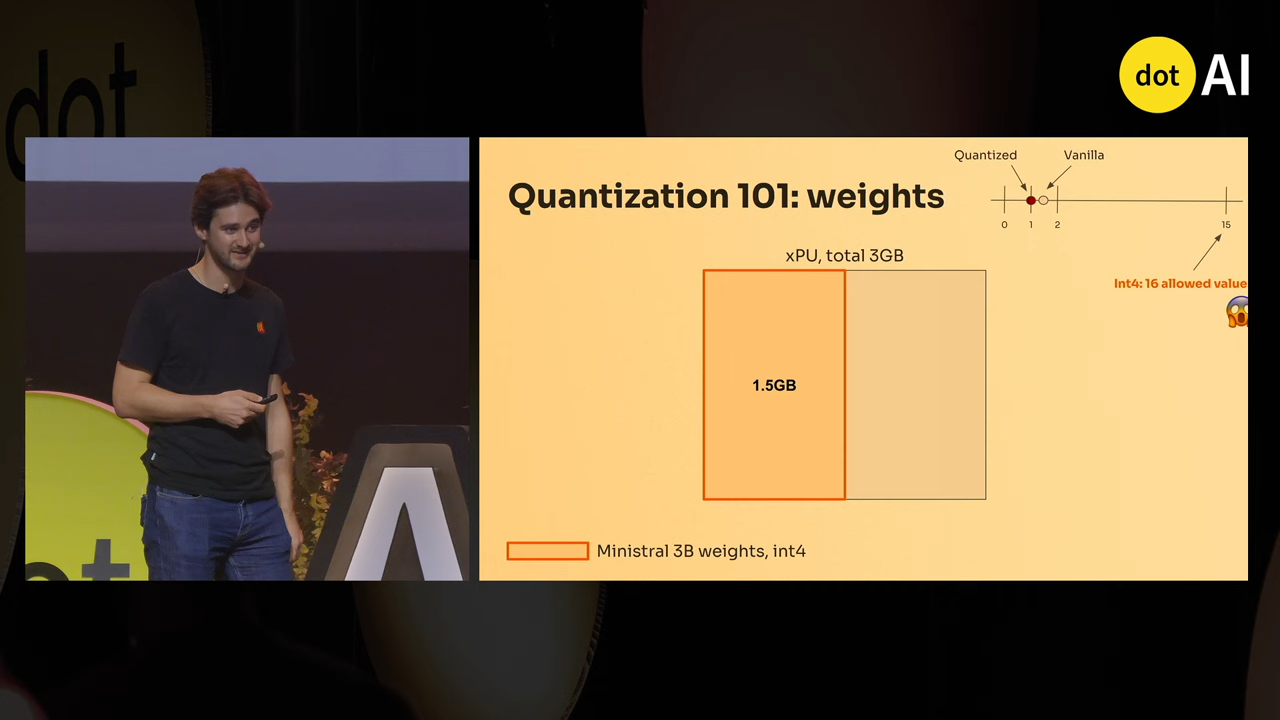 dot
dot AI
Quantized
Vanilla
Quantization 101: weights
0 1 2 15
xPU, total 3GB
Int4: 16 allowed value
1.5GB
A
Ministral 3B weights, int4